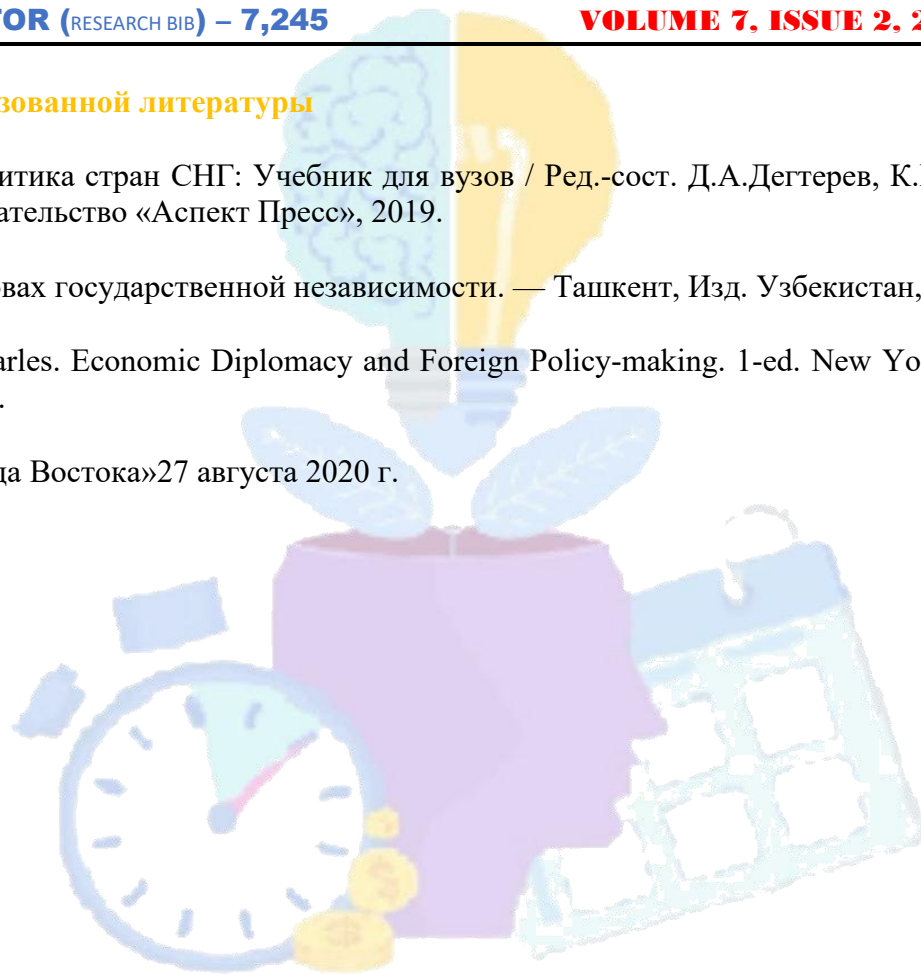 OR (RESEARCH BIB) – 7,245 VOLUME 7, ISSUE 2, 2
зованной литературы
итика стран СНГ: Учебник для вузов / Ред.-сост. Д.А.Дегтерев, К.
ательство «Аспект Пресс», 2019.
вах государственной независимости. — Ташкент, Изд. Узбекистан,
arles. Economic Diplomacy and Foreign Policy-making. 1-ed. New Yo
.
да Востока»27 августа 2020 г.